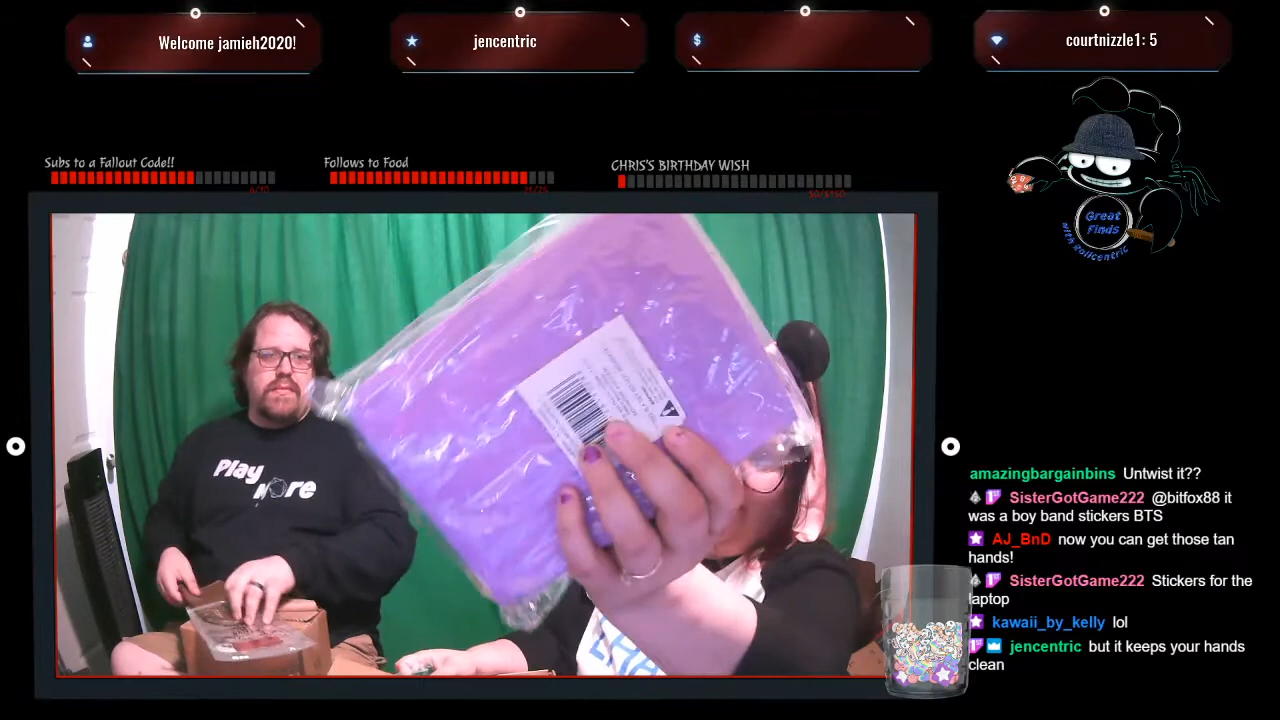 Welcome jamieh2020!
jencentric
courtnizzle1: 5
Subs to a Fallout Code!!
Follows to Food
CHRIS'S BIRTHDAY WISH
Great
Finds
with Rollcentric
Play
More
amazingbargainbins Untwist it??
SisterGotGame222 @bitfox88 it
was a boy band stickers BTS
AJ_BnD now you can get those tan
hands!
SisterGotGame222 Stickers for the
laptop
kawaii_by_kelly lol
jencentric but it keeps your hands
clean